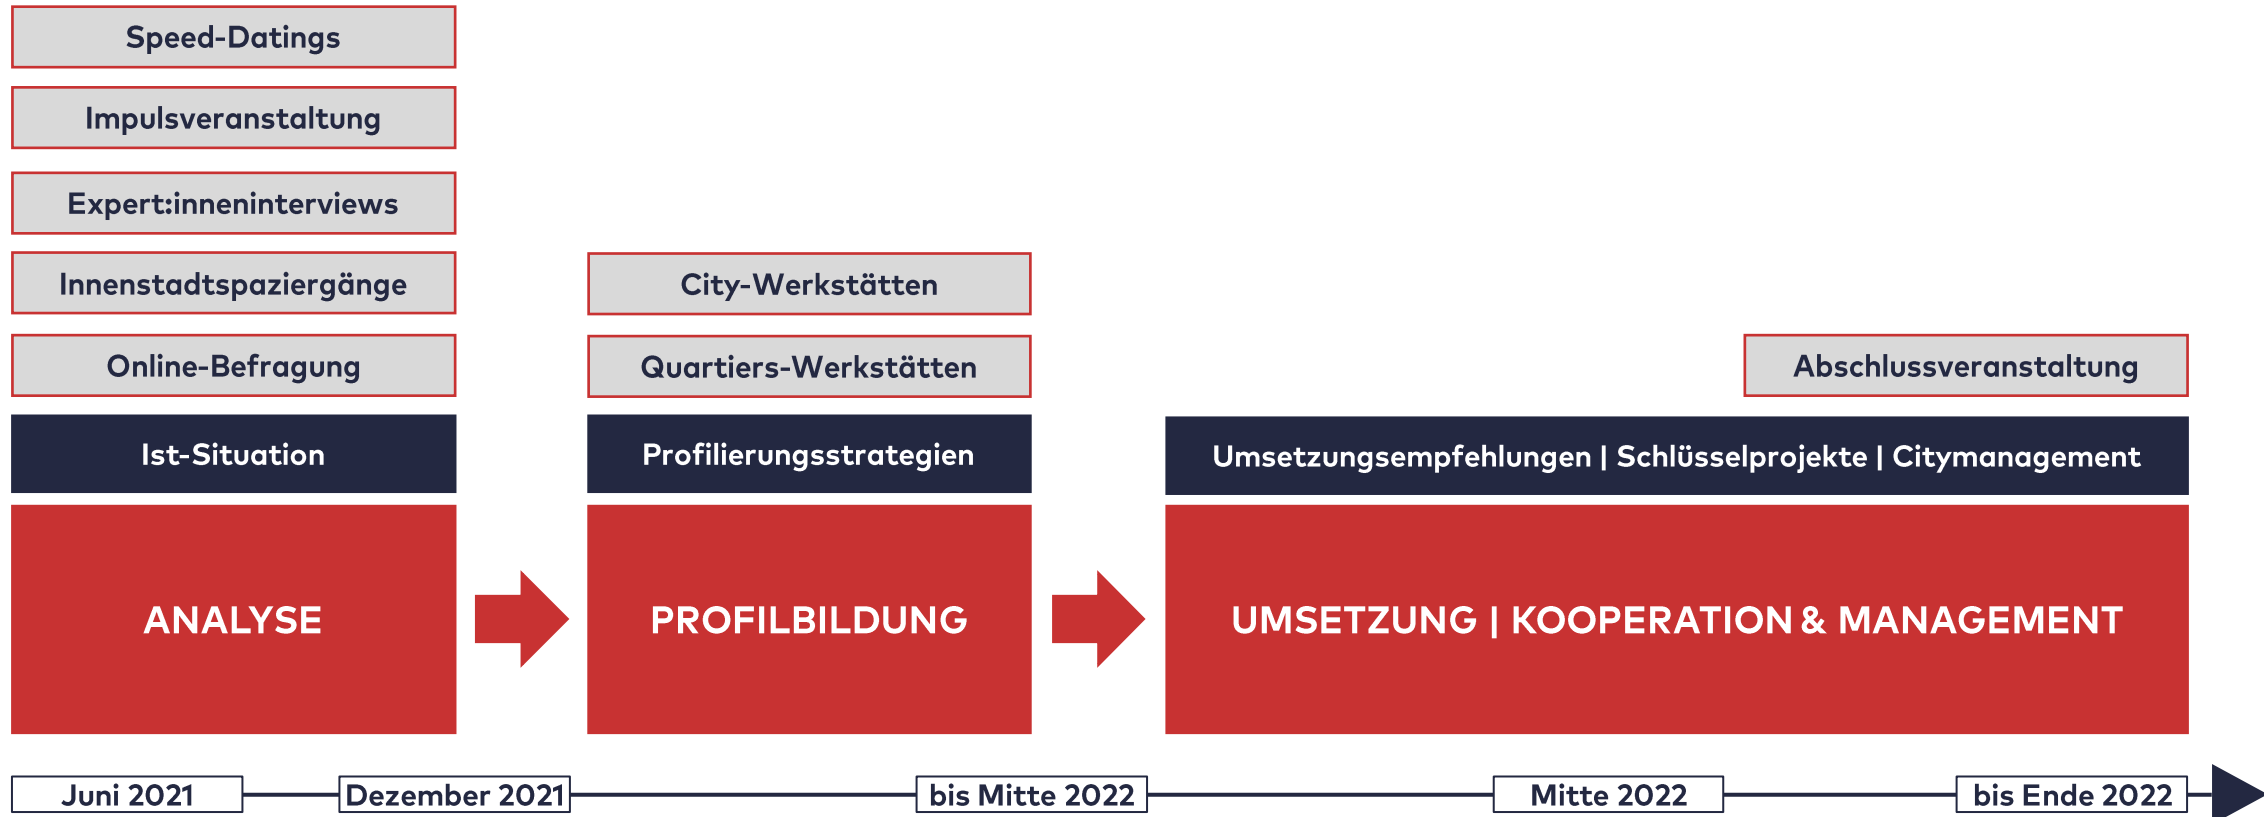 Speed-Datings
Impulsveranstaltung
Expert:inneninterviews
Innenstadtspaziergänge
Online-Befragung
Ist-Situation
ANALYSE
City-Werkstätten
Quartiers-Werkstätten
Profilierungsstrategien
PROFILBILDUNG
Abschlussveranstaltung
Umsetzungsempfehlungen | Schlüsselprojekte | Citymanagement
UMSETZUNG | KOOPERATION & MANAGEMENT
Juni 2021
Dezember 2021
bis Mitte 2022
Mitte 2022
bis Ende 2022